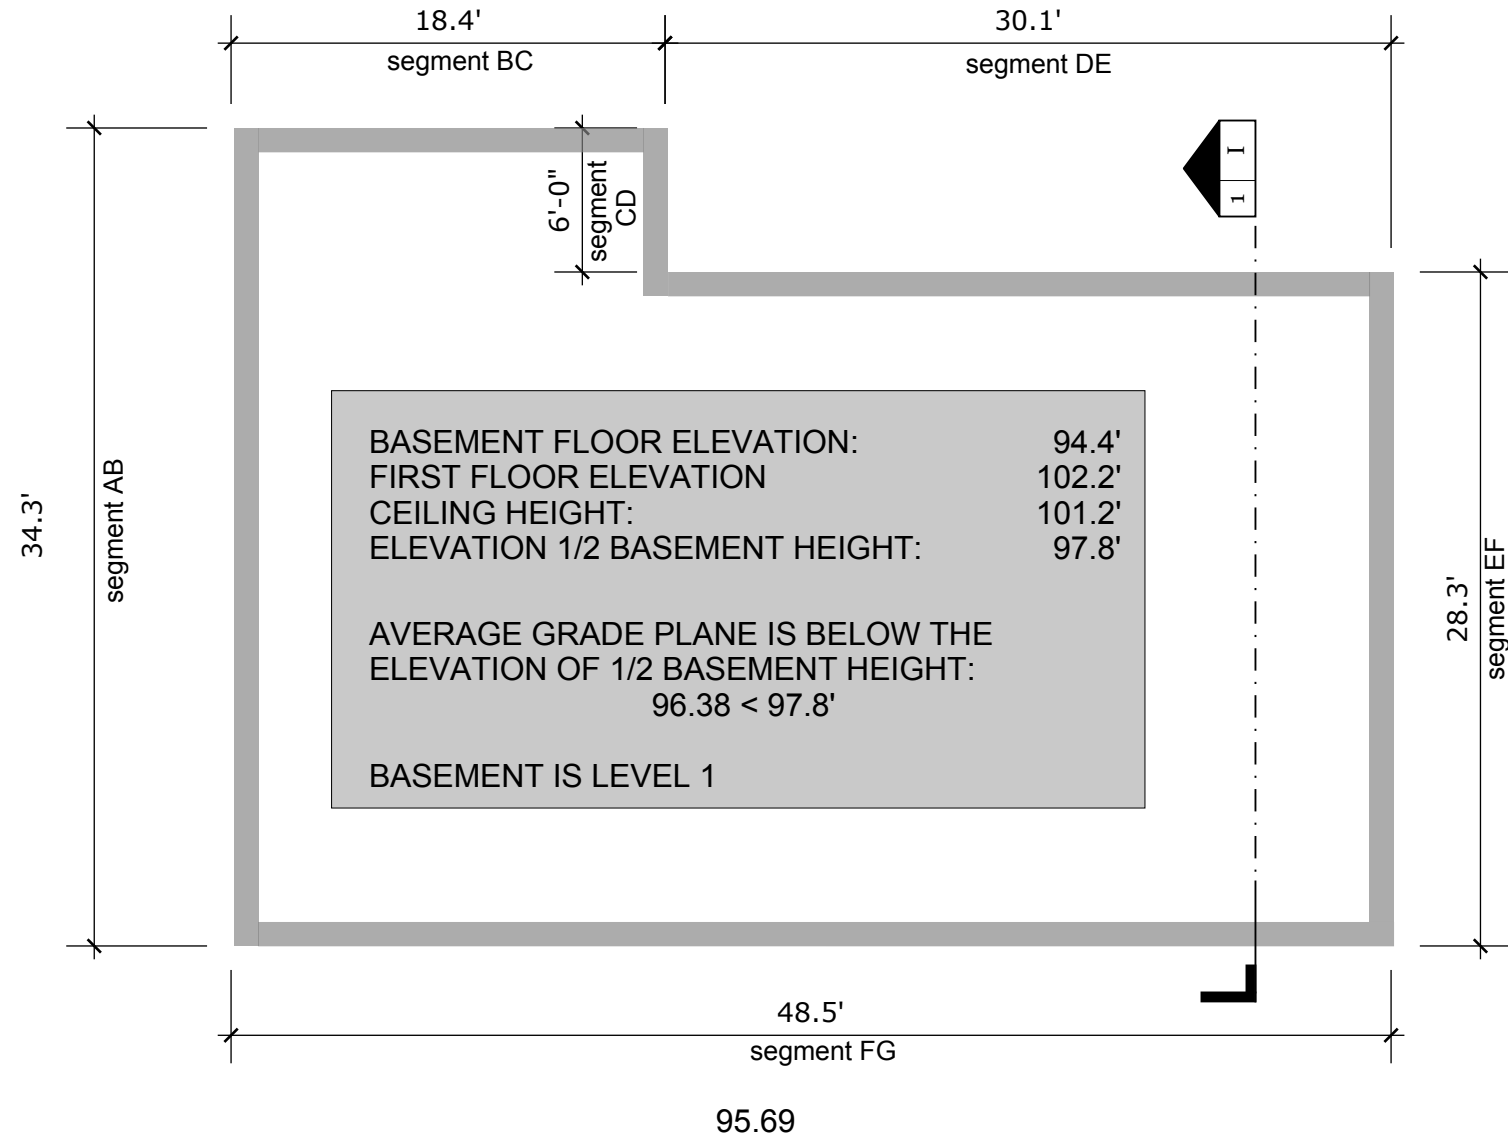 18.4'
segment BC
30.1'
segment DE
6'-0"
segment
CD
1 I
34.3'
segment AB
BASEMENT FLOOR ELEVATION: 94.4'
FIRST FLOOR ELEVATION 102.2'
CEILING HEIGHT: 101.2'
ELEVATION 1/2 BASEMENT HEIGHT: 97.8'
AVERAGE GRADE PLANE IS BELOW THE
ELEVATION OF 1/2 BASEMENT HEIGHT:
96.38 < 97.8'
BASEMENT IS LEVEL 1
28.3'
segment EF
48.5'
segment FG
95.69